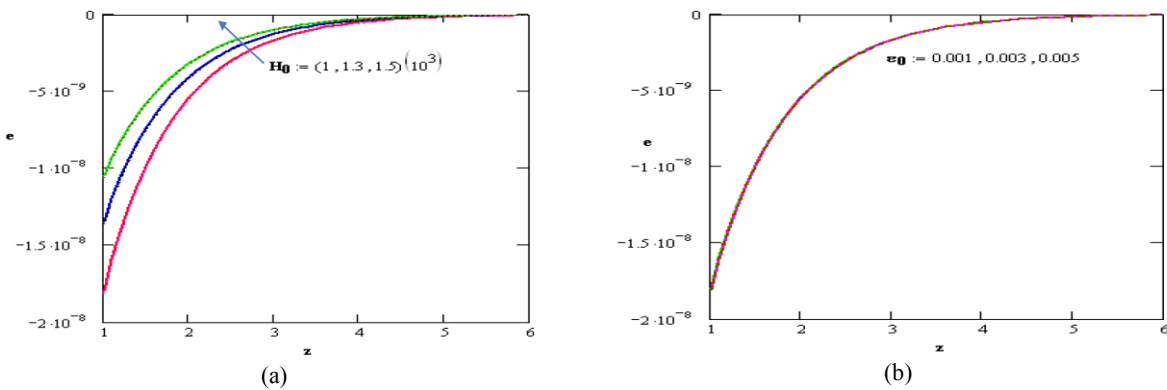 0
H₀ := (1 , 1.3 , 1.5) (10³)
−5·10⁻⁹
e
−1·10⁻⁸
−1.5·10⁻⁸
−2·10⁻⁸
1 2 3 4 5 6
z
(a)
0
ε₀ := 0.001 , 0.003 , 0.005
−5·10⁻⁹
e
−1·10⁻⁸
−1.5·10⁻⁸
−2·10⁻⁸
1 2 3 4 5 6
z
(b)